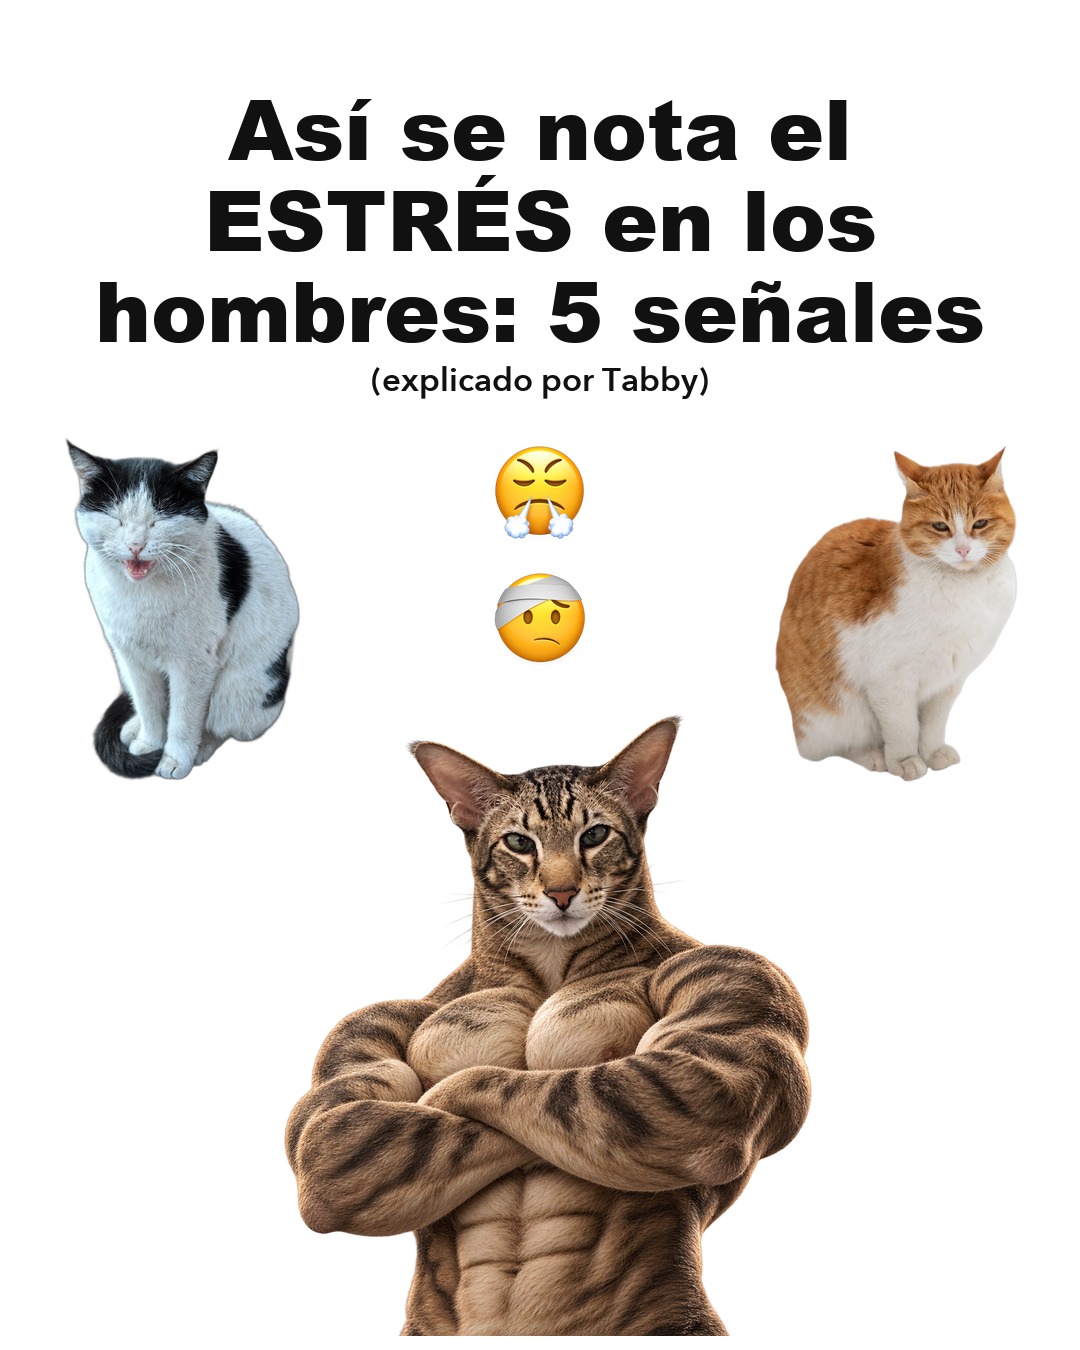 Así se nota el
ESTRÉS en los
hombres: 5 señales
(explicado por Tabby)